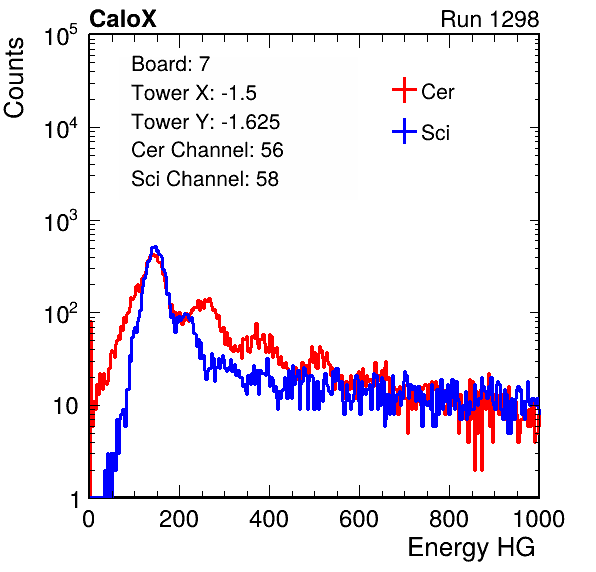 CaloX Run 1298
Counts
Board: 7
Tower X: -1.5
Tower Y: -1.625
Cer Channel: 56
Sci Channel: 58
Cer
Sci
10^5
10^4
10^3
10^2
10
1
0 200 400 600 800 1000
Energy HG